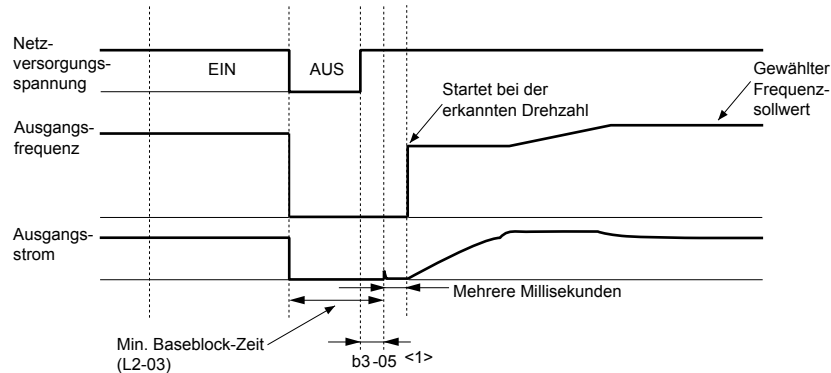 Netz-
versorgungs-
spannung
EIN
AUS
Startet bei der
erkannten Drehzahl
Gewählter
Frequenz-
sollwert
Ausgangs-
frequenz
Ausgangs-
strom
Mehrere Millisekunden
Min. Baseblock-Zeit
(L2-03)
b3-05 <1>